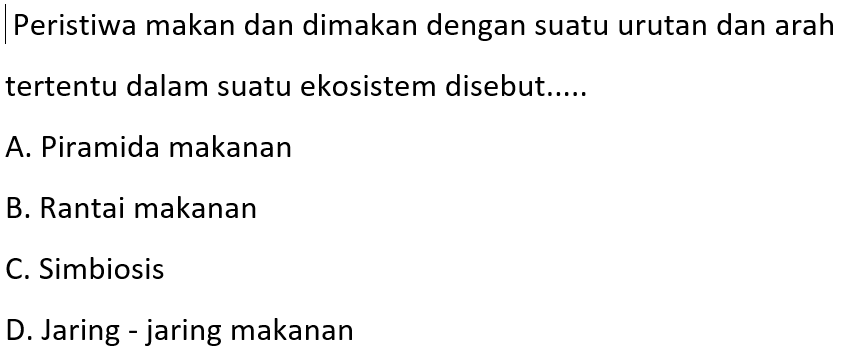 Peristiwa makan dan dimakan dengan suatu urutan dan arah
tertentu dalam suatu ekosistem disebut.....
A. Piramida makanan
B. Rantai makanan
C. Simbiosis
D. Jaring - jaring makanan